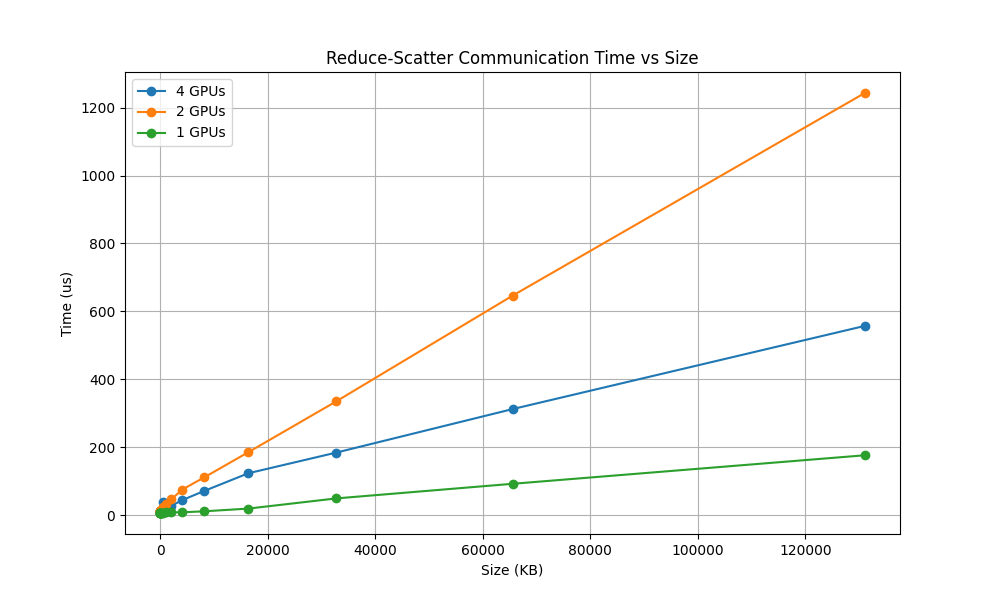 Reduce-Scatter Communication Time vs Size
4 GPUs
2 GPUs
1 GPUs
1200
1000
800
600
400
200
0
Time (us)
0 20000 40000 60000 80000 100000 120000
Size (KB)